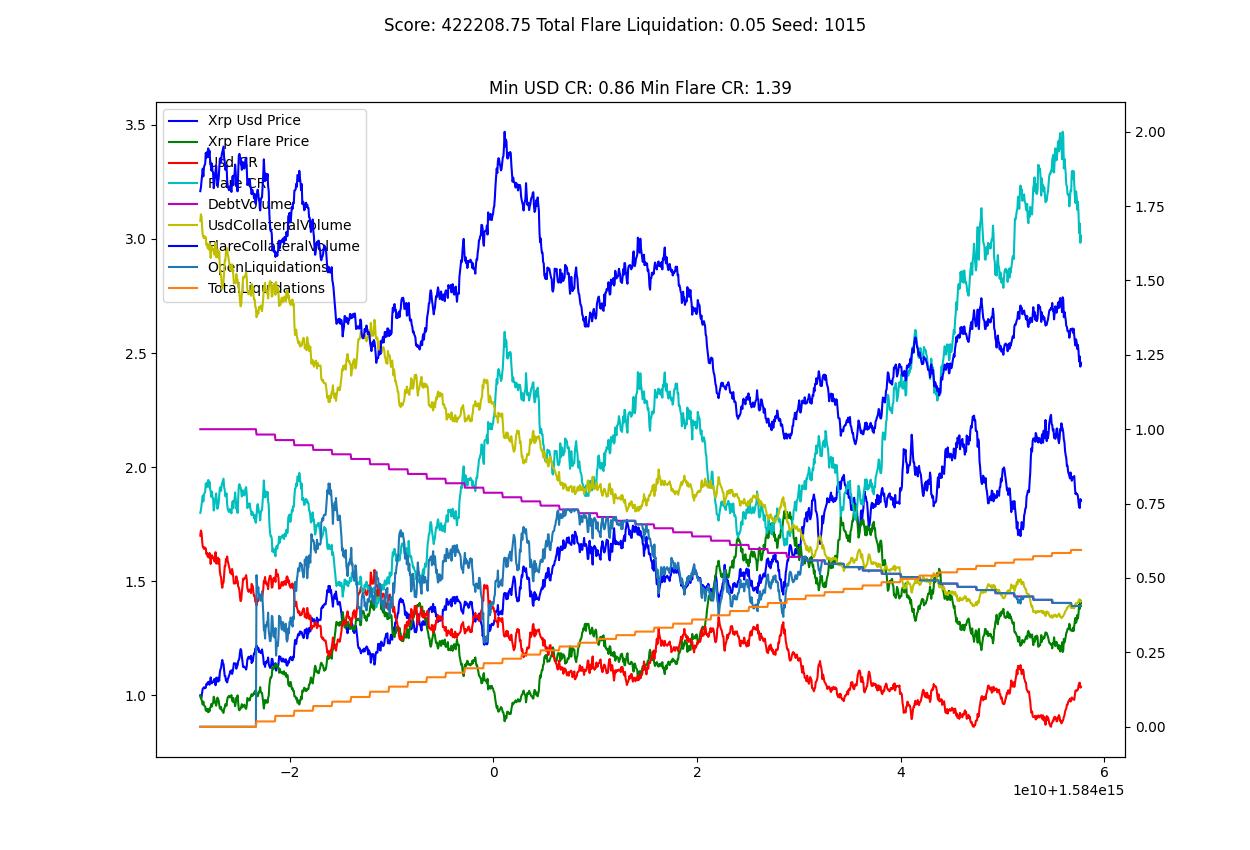 Score: 422208.75 Total Flare Liquidation: 0.05 Seed: 1015
Min USD CR: 0.86 Min Flare CR: 1.39
Xrp Usd Price
Xrp Flare Price
Usd CR
Flare CR
DebtVolume
UsdCollateralVolume
FlareCollateralVolume
OpenLiquidations
TotalLiquidations
3.5
3.0
2.5
2.0
1.5
1.0
2.00
1.75
1.50
1.25
1.00
0.75
0.50
0.25
0.00
−2
0
2
4
6
1e10+1.584e15